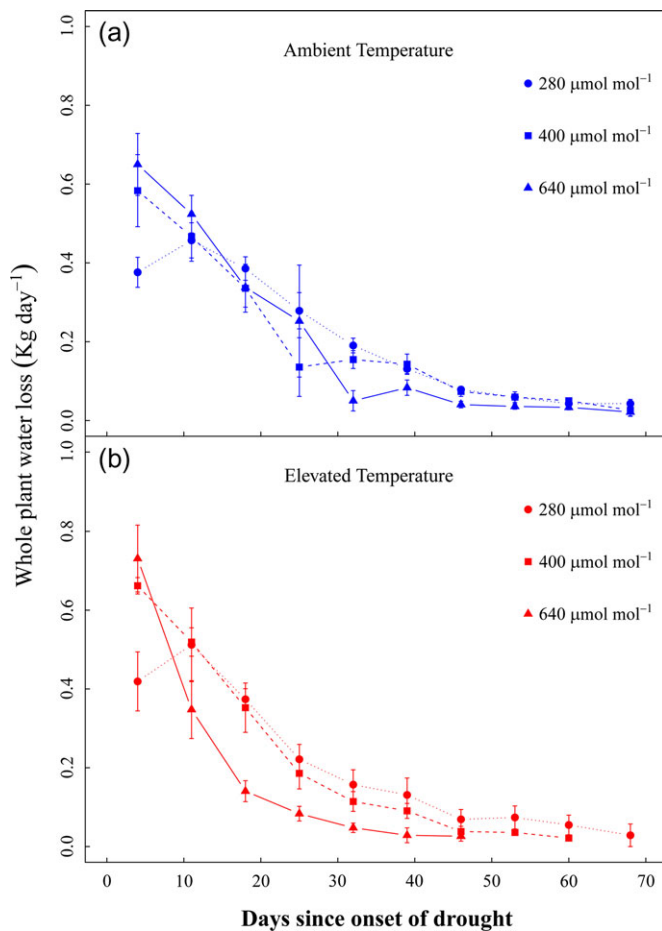 (a)
Ambient Temperature
280 μmol mol⁻¹
400 μmol mol⁻¹
640 μmol mol⁻¹
1.0
0.8
0.6
0.4
0.2
0.0
Whole plant water loss (Kg day⁻¹)
(b)
Elevated Temperature
280 μmol mol⁻¹
400 μmol mol⁻¹
640 μmol mol⁻¹
1.0
0.8
0.6
0.4
0.2
0.0
0 10 20 30 40 50 60 70
Days since onset of drought